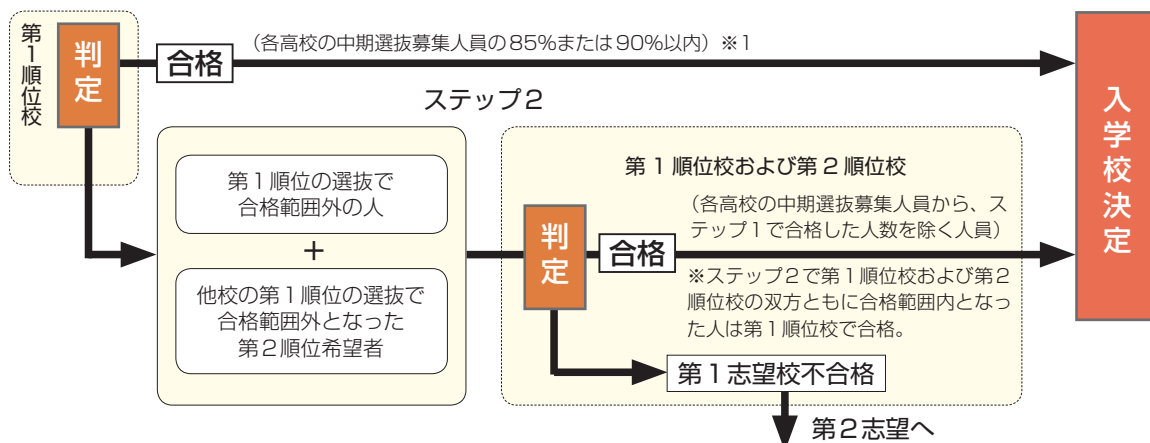 第1順位校
判定
合格
（各高校の中期選抜募集人員の85%または90%以内）※1
ステップ2
第1順位の選抜で
合格範囲外の人
+
他校の第1順位の選抜で
合格範囲外となった
第2順位希望者
第1順位校および第2順位校
判定
合格
（各高校の中期選抜募集人員から、ス
テップ1で合格した人数を除く人員）
※ステップ2で第1順位校および第2
順位校の双方ともに合格範囲内となっ
た人は第1順位校で合格。
第1志望校不合格
第2志望へ
入学校決定